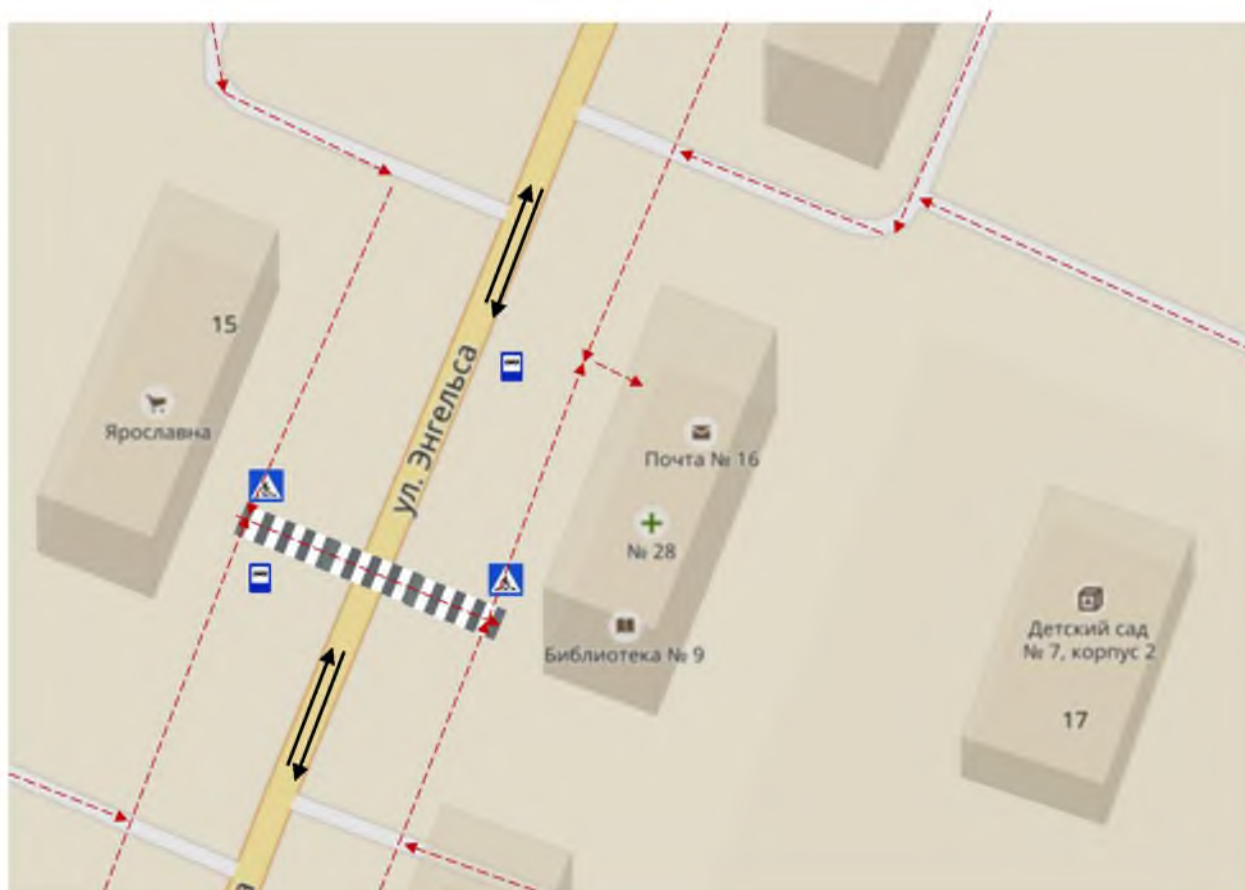 15
Ярославна
ул. Энгельса
Почта № 16
№ 28
Библиотека № 9
Детский сад
№ 7, корпус 2
17